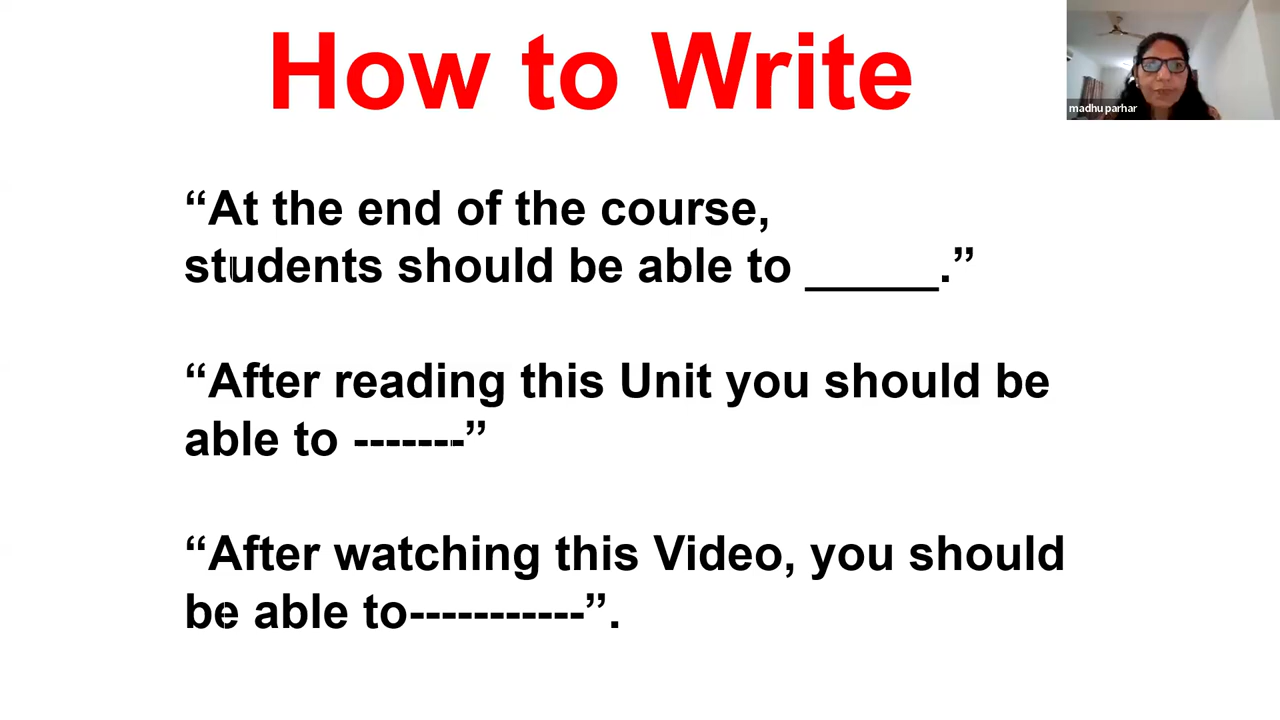 How to Write
madhu parhar
“At the end of the course,
students should be able to _____.”
“After reading this Unit you should be
able to -------”
“After watching this Video, you should
be able to-----------”.